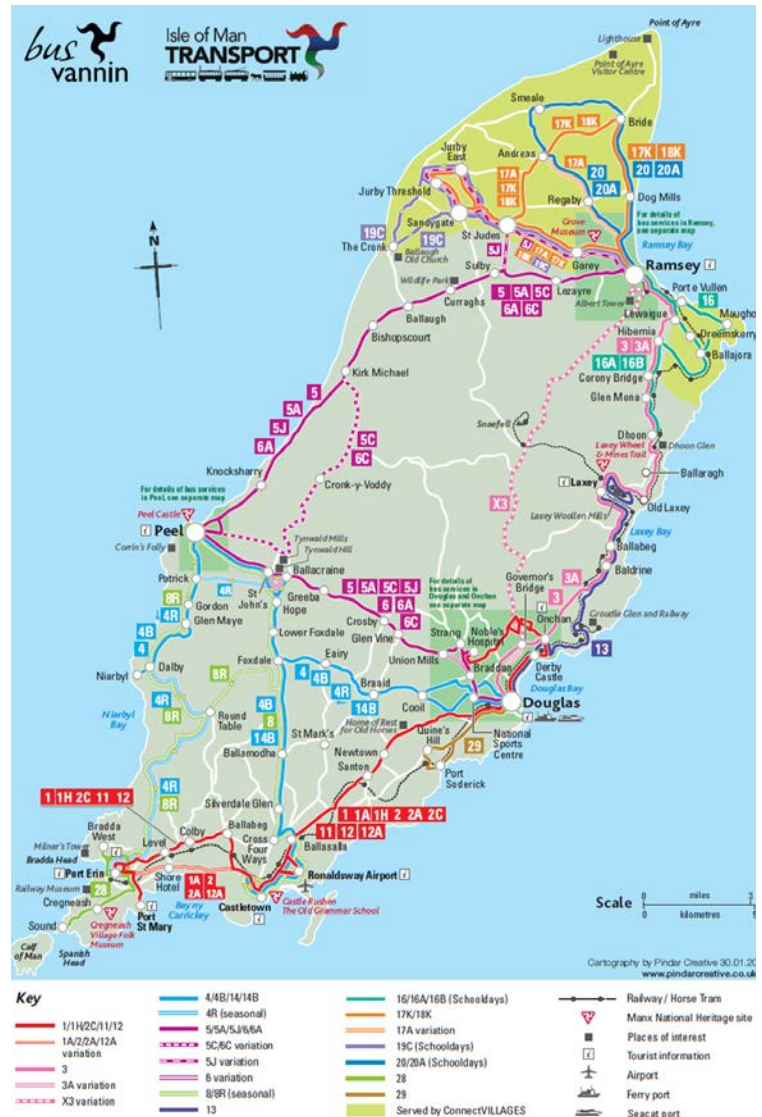 bus
vannin
Isle of Man
TRANSPORT
Point of Ayre
Lighthouse
Point of Ayre
Visitor Centre
Smeale
Bride
17K 18K
Andreas
17A
17K 18K
20 20A
Jurby
East
17A
17K
18K
20
20A
Regaby
Dog Mills
Jurby Threshold
Sandygate
St Judes
Grove
Museum
For details of
bus services
in Ramsey,
see separate map
Ramsey Bay
19C
19C
The Cronk
Ballaugh
Old Church
5J
5J 17A 17K
18K 19C
Garey
Ramsey
Sulby
Wildlife Park
Curraghs
5 5A 5C
6A 6C
Lezayre
Albert Tower
Port e Vullen
16
Lewaigue
Maugho
Ballaugh
Hibernia
Dreemskerry
3 3A
Bishopscourt
16A 16B
Ballajora
Corony Bridge
Kirk Michael
Glen Mona
5
5A
5J
6A
5C
6C
Snaefell
Dhoon
Dhoon Glen
Laxey Wheel
& Mines Trail
Knocksharry
Cronk-y-Voddy
Ballaragh
For details
of bus services
in Peel, see separate map
X3
Laxey
Old Laxey
Laxey Woollen Mills
Peel Castle
Laxey Bay
Peel
Tynwald Mills
Tynwald Hill
Corrin's Folly
Ballabeg
Ballacraine
Baldrine
5 5A 5C 5J
6 6A
6C
For details of
bus services in
Douglas and Onchan
see separate map
Governor's
Bridge
3A
3
Patrick
4R
St
John's
Greeba
Hope
8R
4R
Gordon
Glen Maye
Crosby
Glen Vine
Strang
Noble's
Hospital
Onchan
Groudle Glen and Railway
13
4B
4
Lower Foxdale
Union Mills
Braddan
Derby
Castle
Dalby
Niarbyl
Foxdale
Eairy
4
4B
4R
14B
Braaid
Cooil
Douglas Bay
Douglas
8R
4R
8R
Niarbyl
Bay
Round
Table
4B
8
14B
Home of Rest
for Old Horses
Quine's
Hill
29
National
Sports
Centre
St Mark's
Newtown
Santon
Ballamodha
Port
Soderick
4R
8R
1 1H 2C 11 12
Silverdale Glen
1 1A 1H 2 2A 2C
11 12 12A
Bradda
West
Milner's Tower
Bradda Head
Colby
Ballabeg
Level
Cross
Four
Ways
Ballasalla
Port Erin
Shore
Hotel
1A 2
2A 12A
Ronaldsway Airport
Railway Museum
28
Cregneash
Port
St Mary
Bay ny
Carrickey
Castletown
Castle Rushen
The Old Grammar School
Sound
Cregneash
Village Folk
Museum
Calf
of Man
Spanish
Head
Scale
0 miles 3
0 kilometres 5
Cartography by Pindar Creative 30.01.20
www.pindarcreative.co.uk
Key
1/1H/2C/11/12
1A/2/2A/12A
variation
3
3A variation
X3 variation
4/4B/14/14B
4R (seasonal)
5/5A/5J/6/6A
5C/6C variation
5J variation
6 variation
8/8R (seasonal)
13
16/16A/16B (Schooldays)
17K/18K
17A variation
19C (Schooldays)
20/20A (Schooldays)
28
29
Served by ConnectVILLAGES
Railway / Horse Tram
Manx National Heritage site
Places of interest
Tourist information
Airport
Ferry port
Seacat port